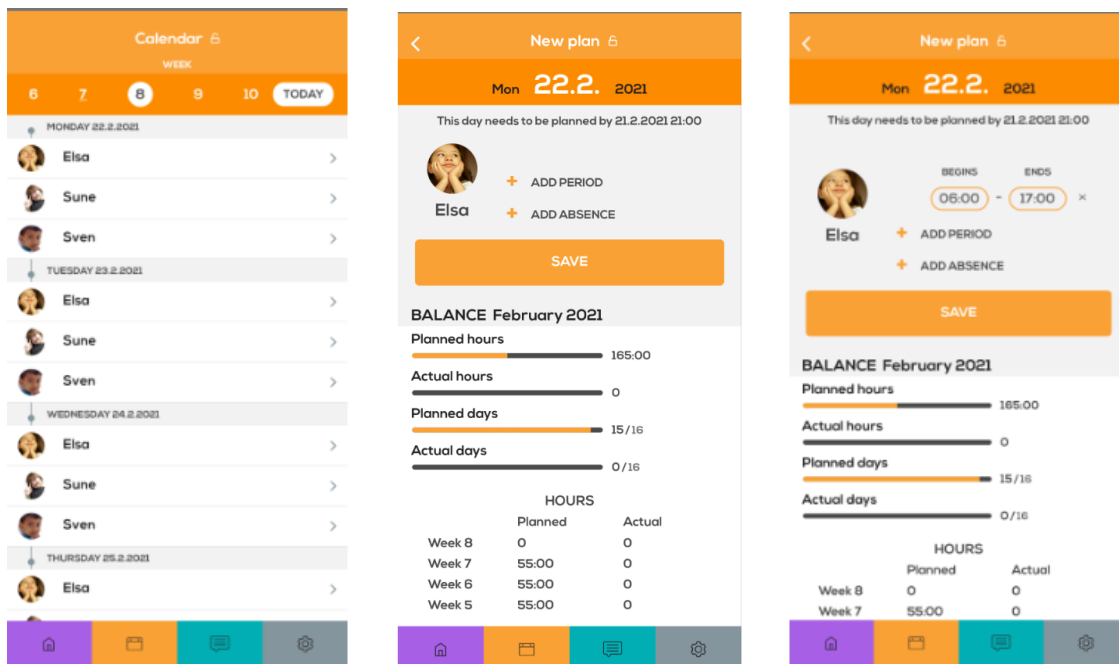 Calendar
WEEK
6 7 8 9 10 TODAY
MONDAY 22.2.2021
Elsa
Sune
Sven
TUESDAY 23.2.2021
Elsa
Sune
Sven
WEDNESDAY 24.2.2021
Elsa
Sune
Sven
THURSDAY 25.2.2021
Elsa
New plan
Mon 22.2. 2021
This day needs to be planned by 21.2.2021 21:00
Elsa
+ ADD PERIOD
+ ADD ABSENCE
SAVE
BALANCE February 2021
Planned hours
165:00
Actual hours
0
Planned days
15/16
Actual days
0/16
HOURS
Planned Actual
Week 8 0 0
Week 7 55:00 0
Week 6 55:00 0
Week 5 55:00 0
New plan
Mon 22.2. 2021
This day needs to be planned by 21.2.2021 21:00
BEGINS ENDS
06:00 - 17:00 ×
Elsa
+ ADD PERIOD
+ ADD ABSENCE
SAVE
BALANCE February 2021
Planned hours
165:00
Actual hours
0
Planned days
15/16
Actual days
0/16
HOURS
Planned Actual
Week 8 0 0
Week 7 55:00 0